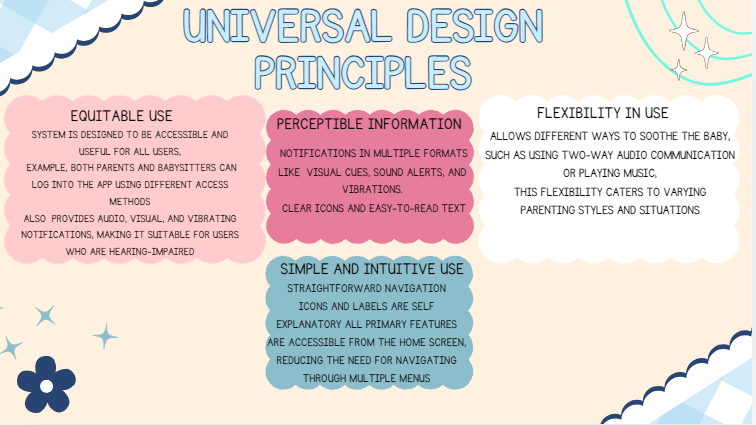 UNIVERSAL DESIGN
PRINCIPLES
EQUITABLE USE
SYSTEM IS DESIGNED TO BE ACCESSIBLE AND
USEFUL FOR ALL USERS,
EXAMPLE, BOTH PARENTS AND BABYSITTERS CAN
LOG INTO THE APP USING DIFFERENT ACCESS
METHODS
ALSO PROVIDES AUDIO, VISUAL, AND VIBRATING
NOTIFICATIONS, MAKING IT SUITABLE FOR USERS
WHO ARE HEARING-IMPAIRED
PERCEPTIBLE INFORMATION
NOTIFICATIONS IN MULTIPLE FORMATS
LIKE VISUAL CUES, SOUND ALERTS, AND
VIBRATIONS.
CLEAR ICONS AND EASY-TO-READ TEXT
FLEXIBILITY IN USE
ALLOWS DIFFERENT WAYS TO SOOTHE THE BABY,
SUCH AS USING TWO-WAY AUDIO COMMUNICATION
OR PLAYING MUSIC,
THIS FLEXIBILITY CATERS TO VARYING
PARENTING STYLES AND SITUATIONS
SIMPLE AND INTUITIVE USE
STRAIGHTFORWARD NAVIGATION
ICONS AND LABELS ARE SELF
EXPLANATORY ALL PRIMARY FEATURES
ARE ACCESSIBLE FROM THE HOME SCREEN,
REDUCING THE NEED FOR NAVIGATING
THROUGH MULTIPLE MENUS